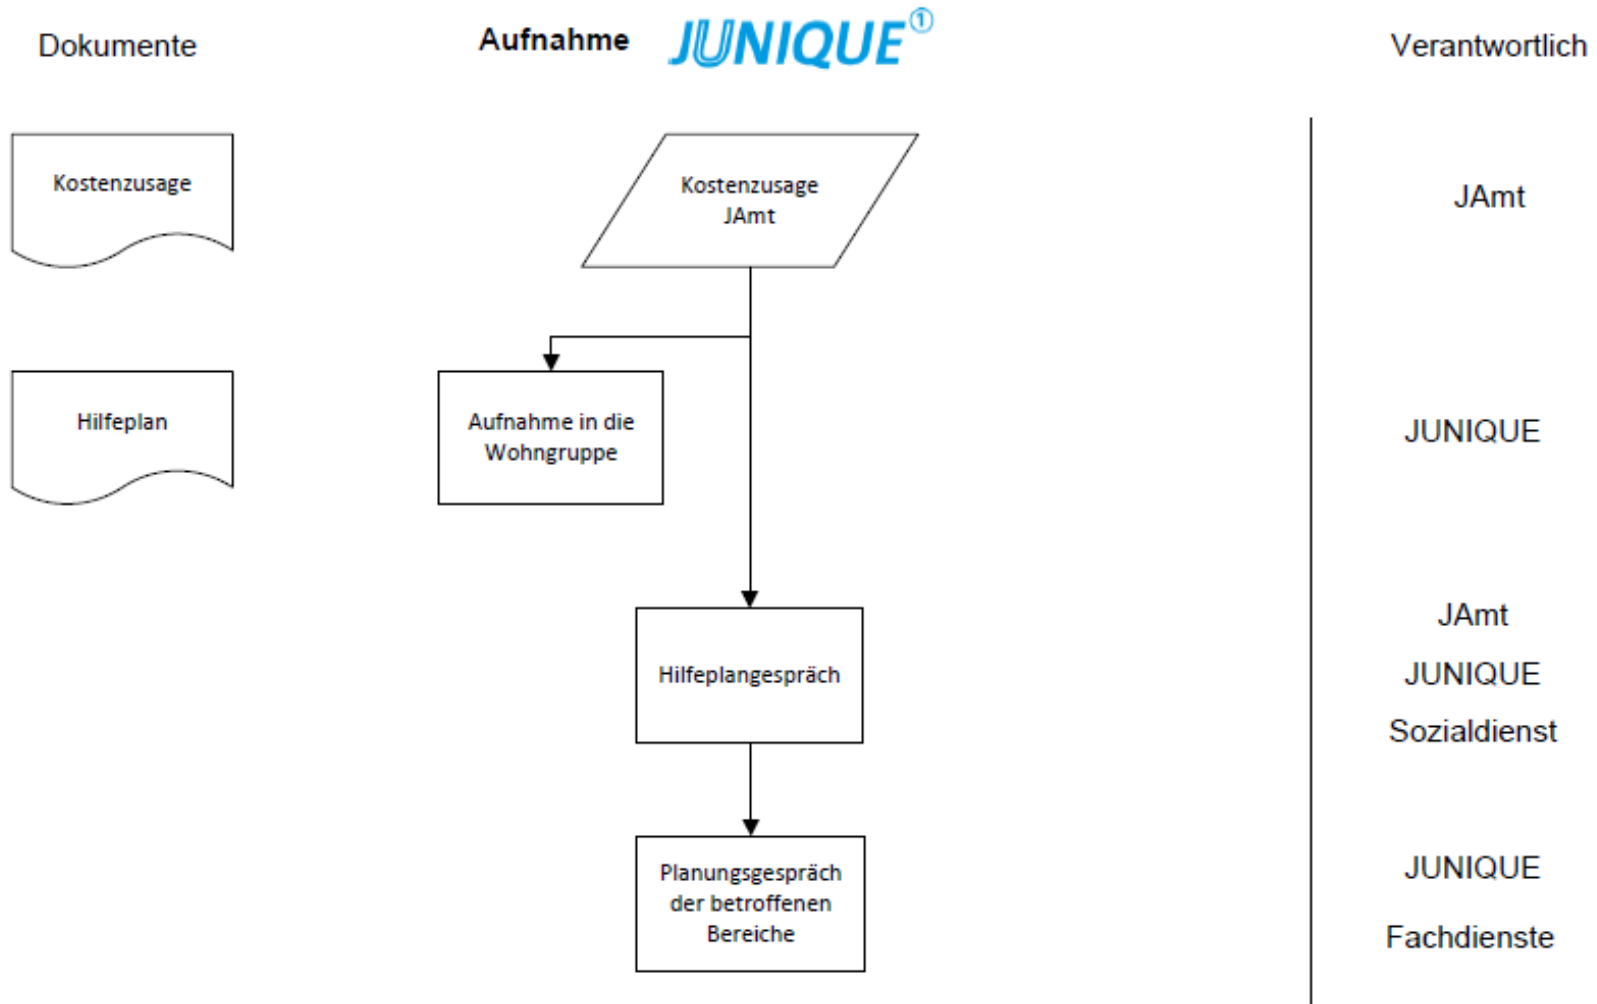 Dokumente
Aufnahme JUNIQUE①
Verantwortlich
Kostenzusage
Kostenzusage
JAmt
JAmt
Hilfeplan
Aufnahme in die
Wohngruppe
JUNIQUE
Hilfeplangespräch
JAmt
JUNIQUE
Sozialdienst
Planungsgespräch
der betroffenen
Bereiche
JUNIQUE
Fachdienste